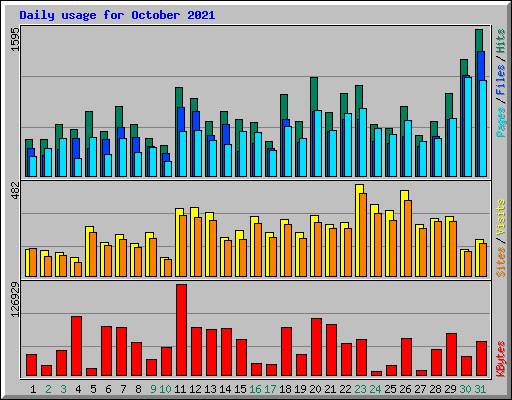 Daily usage for October 2021
1595
482
126929
Pages / Files / Hits
Sites / Visits
KBytes
1 2 3 4 5 6 7 8 9 10 11 12 13 14 15 16 17 18 19 20 21 22 23 24 25 26 27 28 29 30 31